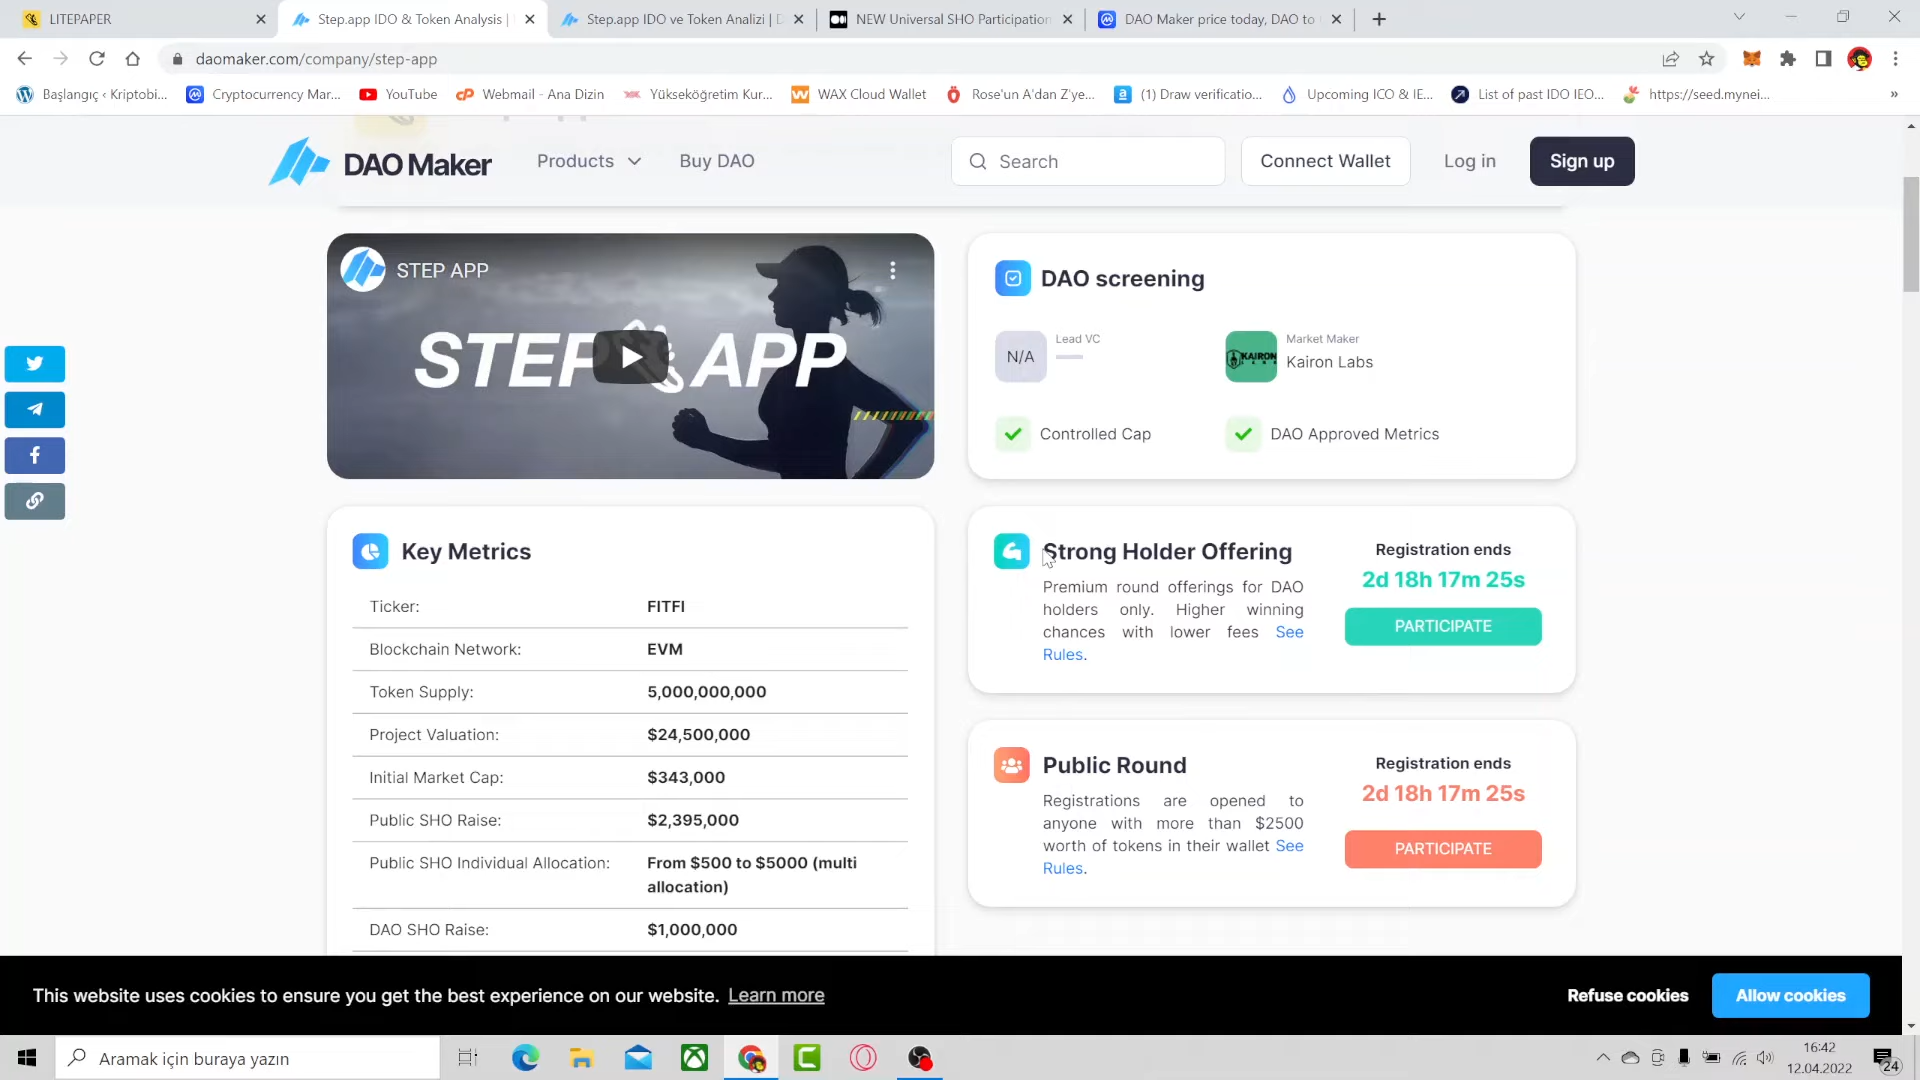 LITEPAPER
Step.app IDO & Token Analysis |
Step.app IDO ve Token Analizi |
NEW Universal SHO Participation
DAO Maker price today, DAO to
daomaker.com/company/step-app
Başlangıç ‹ Kriptobi...
Cryptocurrency Mar...
YouTube
Webmail - Ana Dizin
Yükseköğretim Kur...
WAX Cloud Wallet
Rose'un A'dan Z'ye...
(1) Draw verificatio...
Upcoming ICO & IE...
List of past IDO IEO...
https://seed.mynei...
»
DAO Maker
Products
Buy DAO
Search
Connect Wallet
Log in
Sign up
STEP APP
STEP APP
DAO screening
N/A
Lead VC
KAIRON
LABS
Market Maker
Kairon Labs
Controlled Cap
DAO Approved Metrics
Key Metrics
Ticker: FITFI
Blockchain Network: EVM
Token Supply: 5,000,000,000
Project Valuation: $24,500,000
Initial Market Cap: $343,000
Public SHO Raise: $2,395,000
Public SHO Individual Allocation: From $500 to $5000 (multi
allocation)
DAO SHO Raise: $1,000,000
Strong Holder Offering
Premium round offerings for DAO
holders only. Higher winning
chances with lower fees See
Rules.
Registration ends
2d 18h 17m 25s
PARTICIPATE
Public Round
Registrations are opened to
anyone with more than $2500
worth of tokens in their wallet See
Rules.
Registration ends
2d 18h 17m 25s
PARTICIPATE
This website uses cookies to ensure you get the best experience on our website. Learn more
Refuse cookies
Allow cookies
Aramak için buraya yazın
16:42
12.04.2022
24